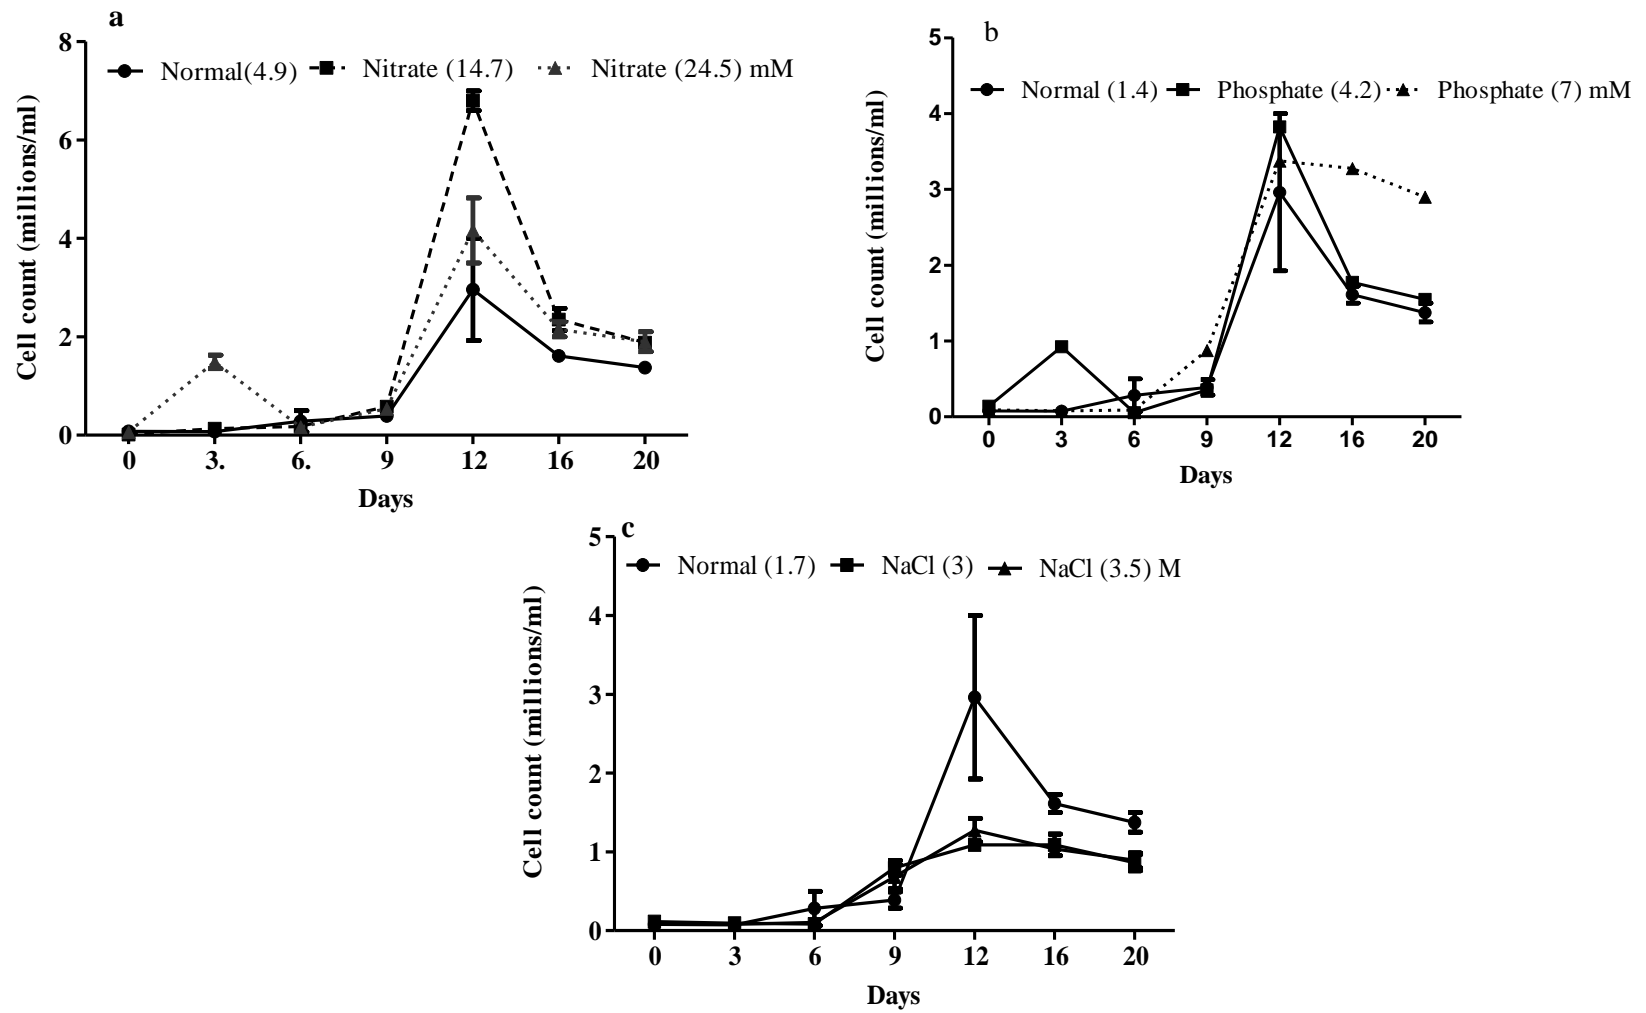 a
Normal(4.9) Nitrate (14.7) Nitrate (24.5) mM
Cell count (millions/ml)
8
6
4
2
0
0 3. 6. 9 12 16 20
Days
b
Normal (1.4) Phosphate (4.2) Phosphate (7) mM
Cell count (millions/ml)
5
4
3
2
1
0
0 3 6 9 12 16 20
Days
c
Normal (1.7) NaCl (3) NaCl (3.5) M
Cell count (millions/ml)
5
4
3
2
1
0
0 3 6 9 12 16 20
Days